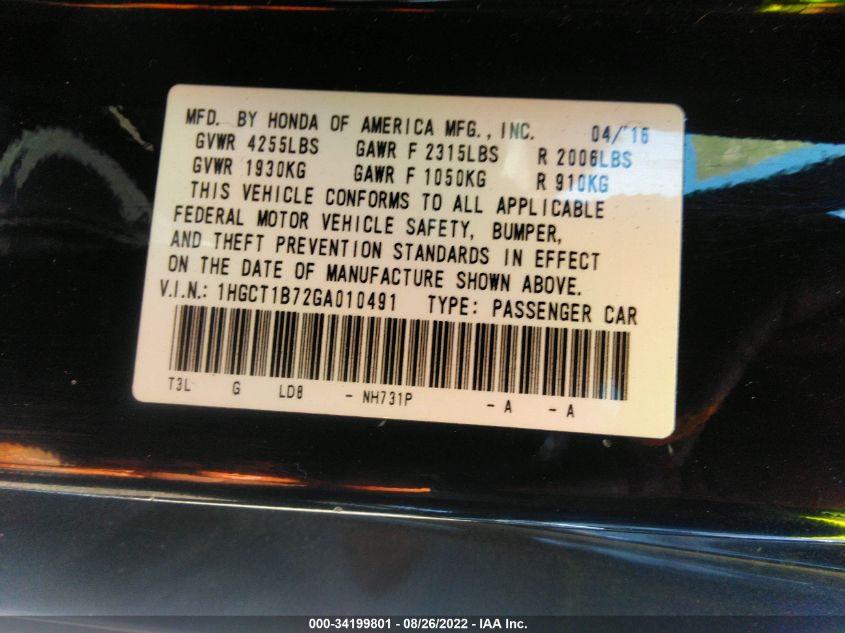 MFD. BY HONDA OF AMERICA MFG., INC. 04/'16
GVWR 4255LBS GAWR F 2315LBS R 2006LBS
GVWR 1930KG GAWR F 1050KG R 910KG
THIS VEHICLE CONFORMS TO ALL APPLICABLE
FEDERAL MOTOR VEHICLE SAFETY, BUMPER,
AND THEFT PREVENTION STANDARDS IN EFFECT
ON THE DATE OF MANUFACTURE SHOWN ABOVE.
V.I.N.: 1HGCT1B72GA010491 TYPE: PASSENGER CAR
T3L G LD8 - NH731P - A - A
000-34199801 - 08/26/2022 - IAA Inc.